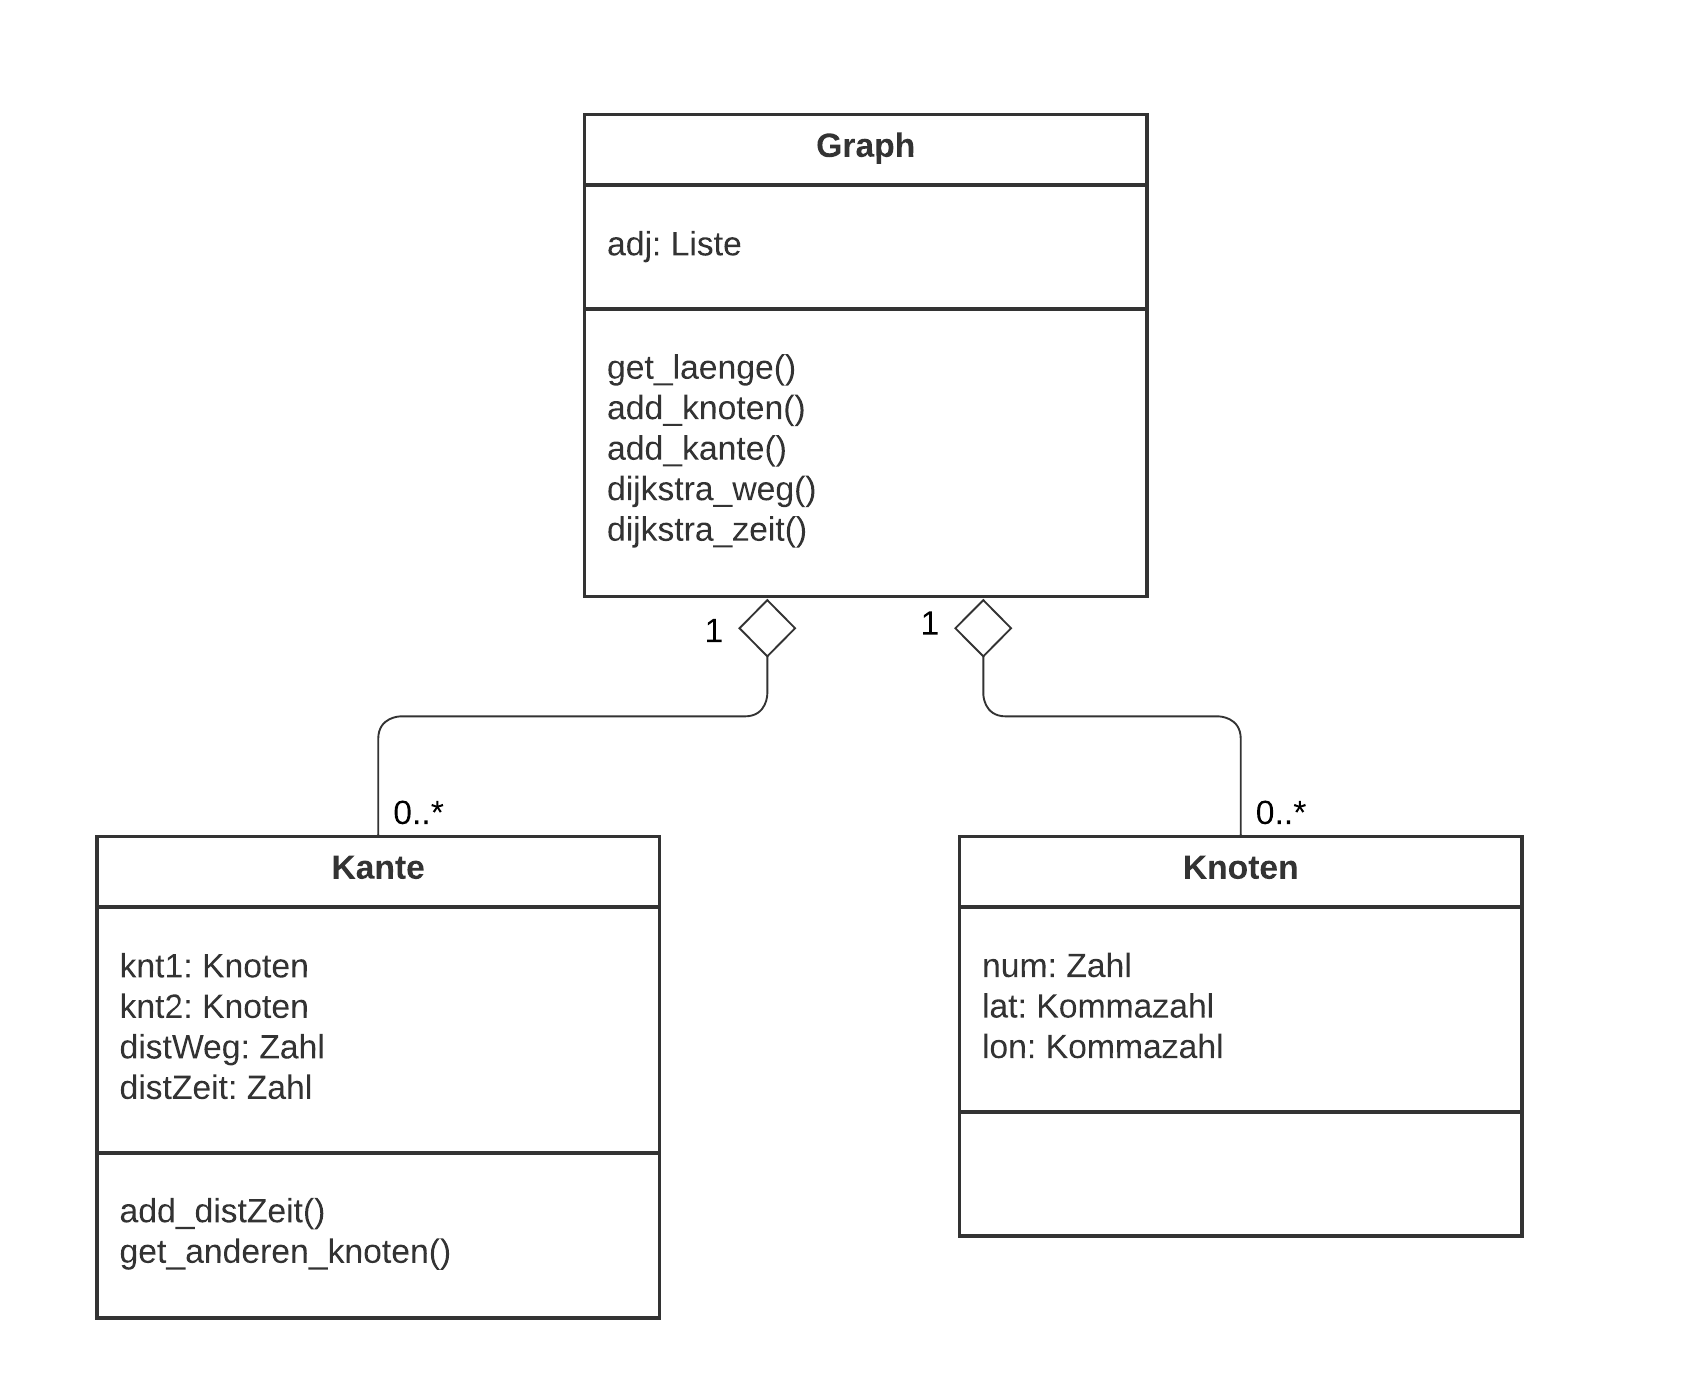 Graph
adj: Liste
get_laenge()
add_knoten()
add_kante()
dijkstra_weg()
dijkstra_zeit()
1
1
0..*
0..*
Kante
knt1: Knoten
knt2: Knoten
distWeg: Zahl
distZeit: Zahl
add_distZeit()
get_anderen_knoten()
Knoten
num: Zahl
lat: Kommazahl
lon: Kommazahl